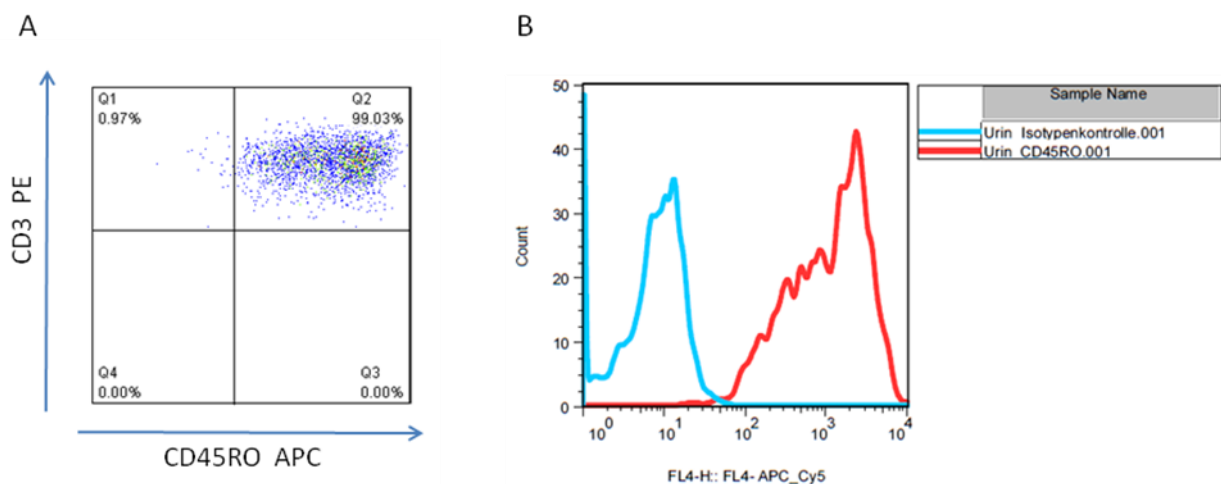 A
CD3 PE
Q1
0.97%
Q2
99.03%
Q4
0.00%
Q3
0.00%
CD45RO APC
B
50
40
30
20
10
0
Count
10^0
10^1
10^2
10^3
10^4
FL4-H:: FL4- APC_Cy5
Sample Name
Urin Isotypenkontrolle.001
Urin CD45RO.001